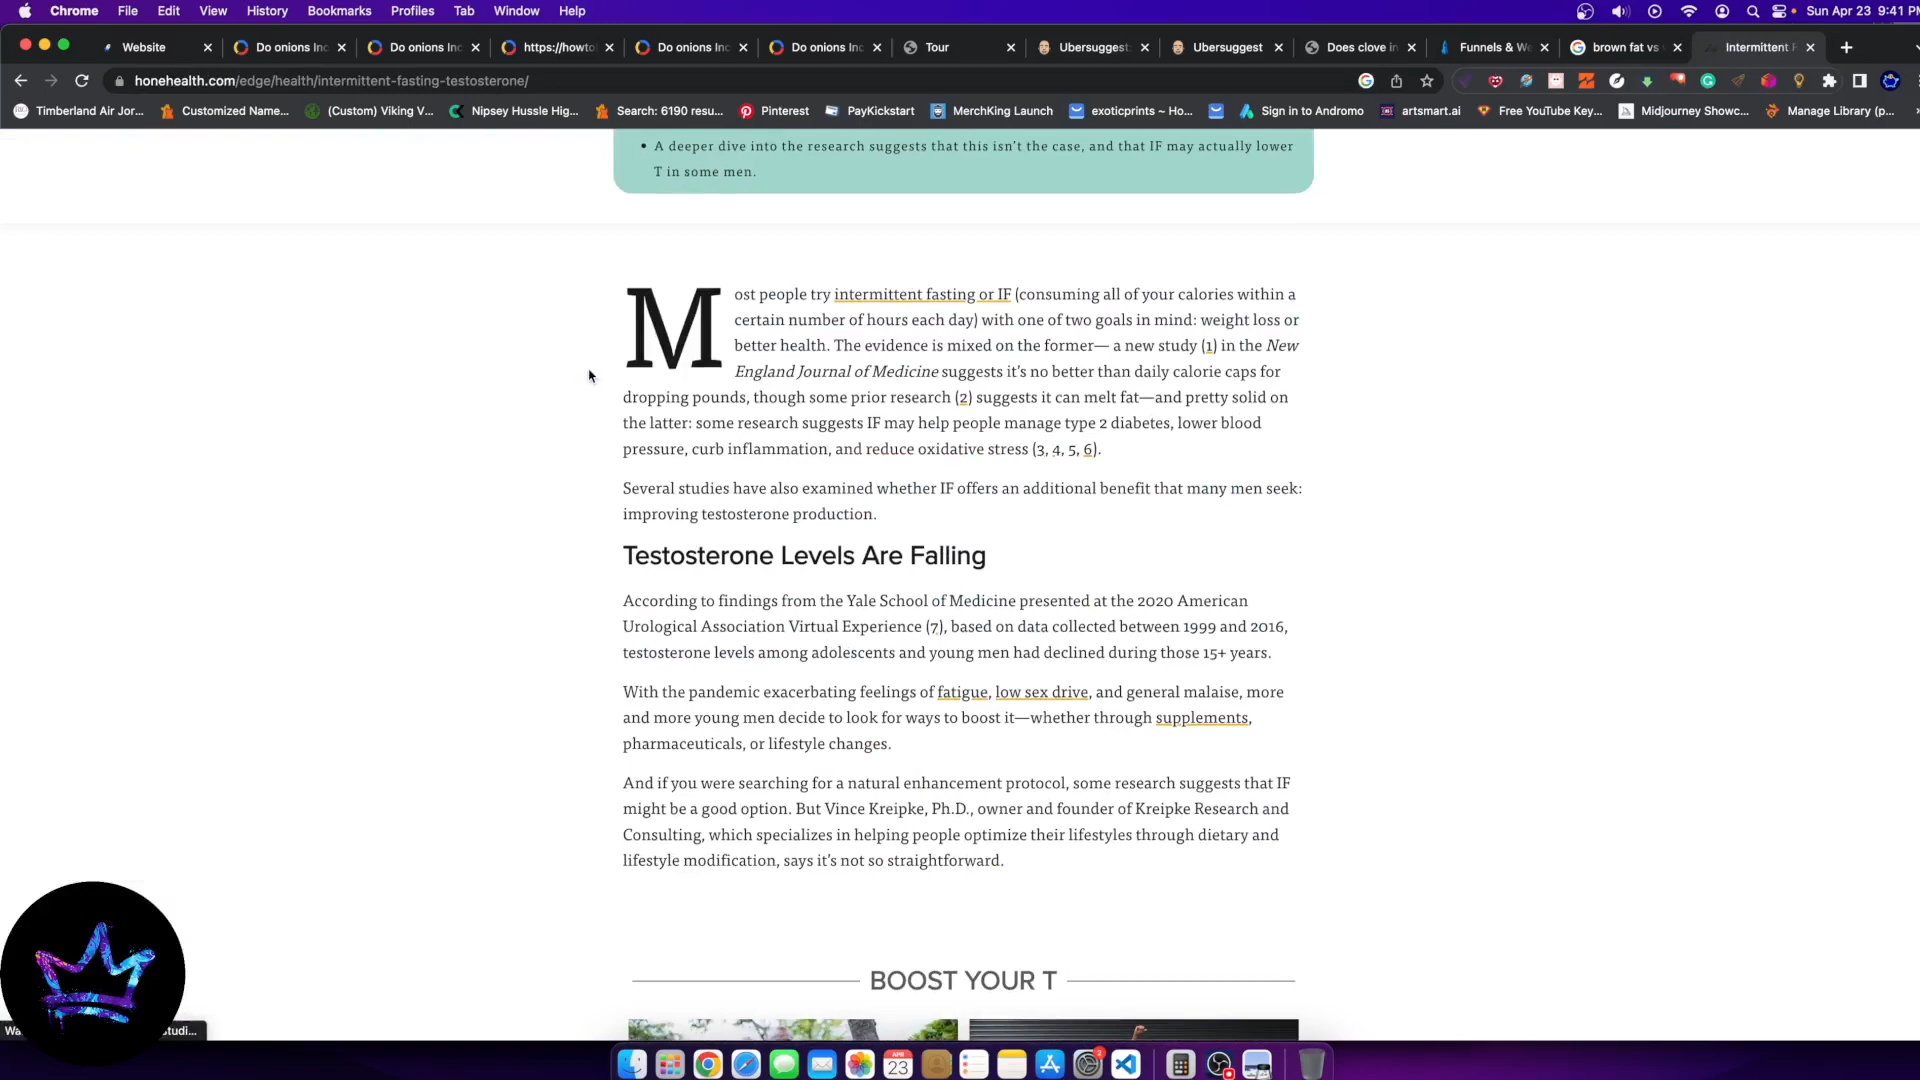 Chrome File Edit View History Bookmarks Profiles Tab Window Help Sun Apr 23 9:41 PM
Website Do onions Inc Do onions Inc https://howto Do onions Inc Do onions Inc Tour Ubersuggest Ubersuggest Does clove in Funnels & We brown fat vs Intermittent F
honehealth.com/edge/health/intermittent-fasting-testosterone/
Timberland Air Jor... Customized Name... (Custom) Viking V... Nipsey Hussle Hig... Search: 6190 resu... Pinterest PayKickstart MerchKing Launch exoticprints ~ Ho... Sign in to Andromo artsmart.ai Free YouTube Key... Midjourney Showc... Manage Library (p...
• A deeper dive into the research suggests that this isn't the case, and that IF may actually lower
T in some men.
Most people try intermittent fasting or IF (consuming all of your calories within a
certain number of hours each day) with one of two goals in mind: weight loss or
better health. The evidence is mixed on the former— a new study (1) in the New
England Journal of Medicine suggests it's no better than daily calorie caps for
dropping pounds, though some prior research (2) suggests it can melt fat—and pretty solid on
the latter: some research suggests IF may help people manage type 2 diabetes, lower blood
pressure, curb inflammation, and reduce oxidative stress (3, 4, 5, 6).
Several studies have also examined whether IF offers an additional benefit that many men seek:
improving testosterone production.
Testosterone Levels Are Falling
According to findings from the Yale School of Medicine presented at the 2020 American
Urological Association Virtual Experience (7), based on data collected between 1999 and 2016,
testosterone levels among adolescents and young men had declined during those 15+ years.
With the pandemic exacerbating feelings of fatigue, low sex drive, and general malaise, more
and more young men decide to look for ways to boost it—whether through supplements,
pharmaceuticals, or lifestyle changes.
And if you were searching for a natural enhancement protocol, some research suggests that IF
might be a good option. But Vince Kreipke, Ph.D., owner and founder of Kreipke Research and
Consulting, which specializes in helping people optimize their lifestyles through dietary and
lifestyle modification, says it's not so straightforward.
BOOST YOUR T
APR
23
2